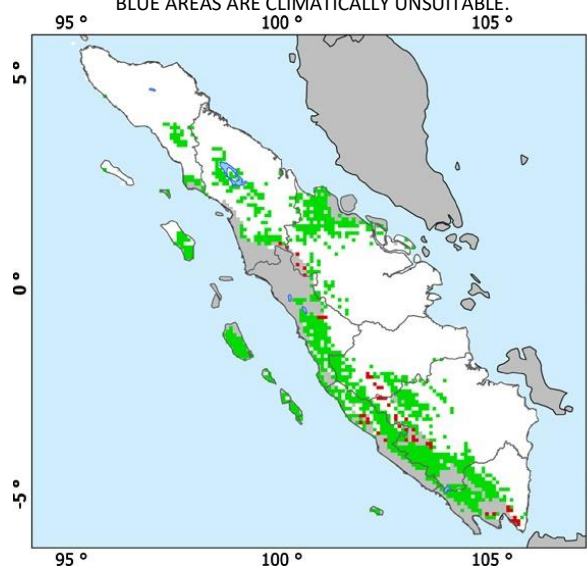 BLUE AREAS ARE CLIMATICALLY UNSUITABLE.
95 ° 100 ° 105 °
5 °
0 °
-5 °
95 ° 100 ° 105 °